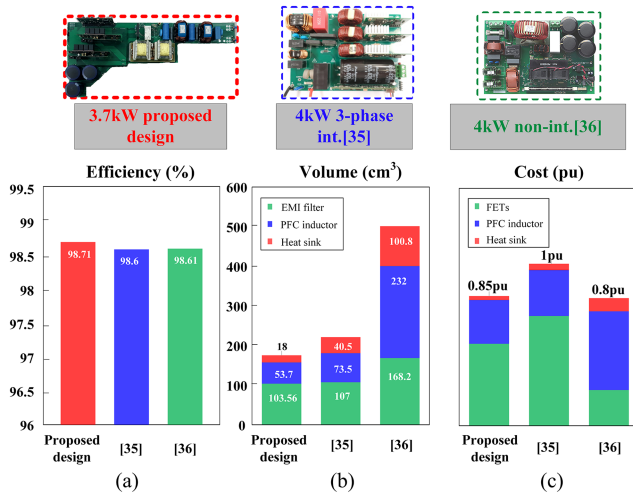 3.7kW proposed
design
4kW 3-phase
int.[35]
4kW non-int.[36]
Efficiency (%)
99.5
99
98.5
98
97.5
97
96.5
96
98.71
98.6
98.61
Proposed
design
[35]
[36]
(a)
Volume (cm³)
600
500
400
300
200
100
0
EMI filter
PFC inductor
Heat sink
18
53.7
103.56
40.5
73.5
107
100.8
232
168.2
Proposed
design
[35]
[36]
(b)
Cost (pu)
FETs
PFC inductor
Heat sink
0.85pu
1pu
0.8pu
Proposed
design
[35]
[36]
(c)